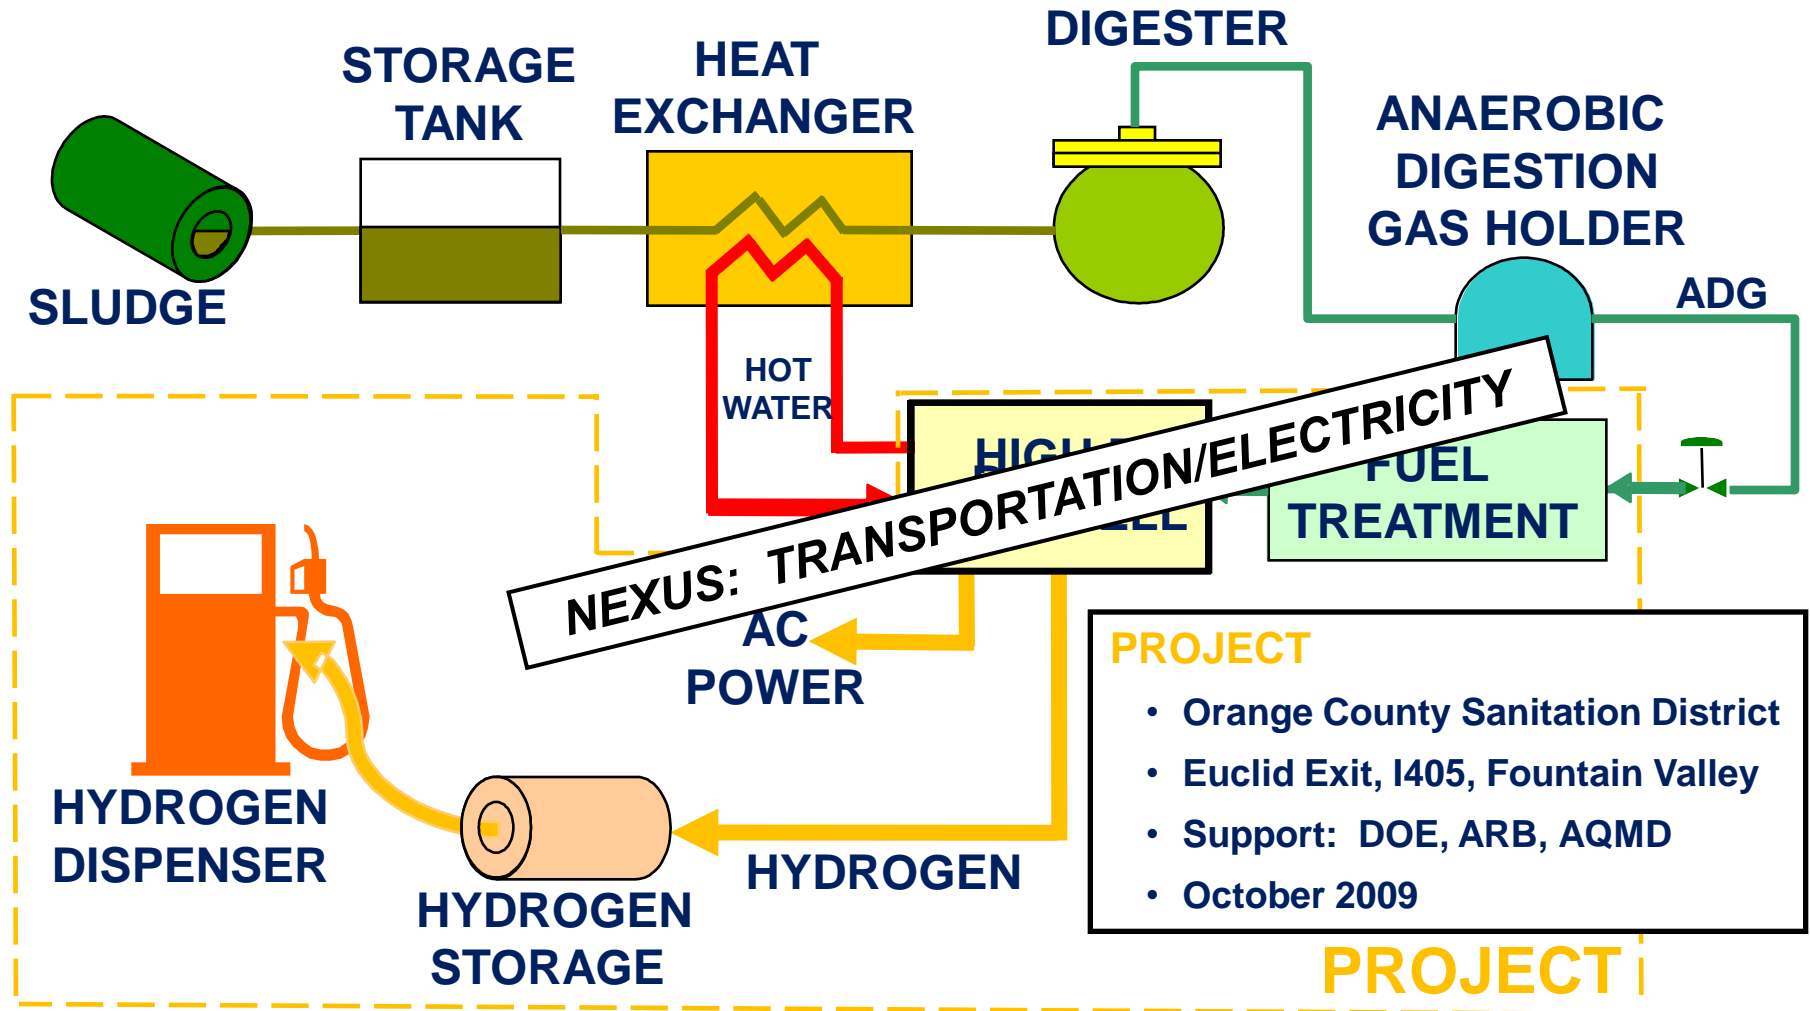 DIGESTER
STORAGE
TANK
HEAT
EXCHANGER
ANAEROBIC
DIGESTION
GAS HOLDER
ADG
SLUDGE
HOT
WATER
FUEL
TREATMENT
NEXUS: TRANSPORTATION/ELECTRICITY
AC
POWER
HYDROGEN
DISPENSER
HYDROGEN
STORAGE
HYDROGEN
PROJECT
• Orange County Sanitation District
• Euclid Exit, I405, Fountain Valley
• Support: DOE, ARB, AQMD
• October 2009
PROJECT